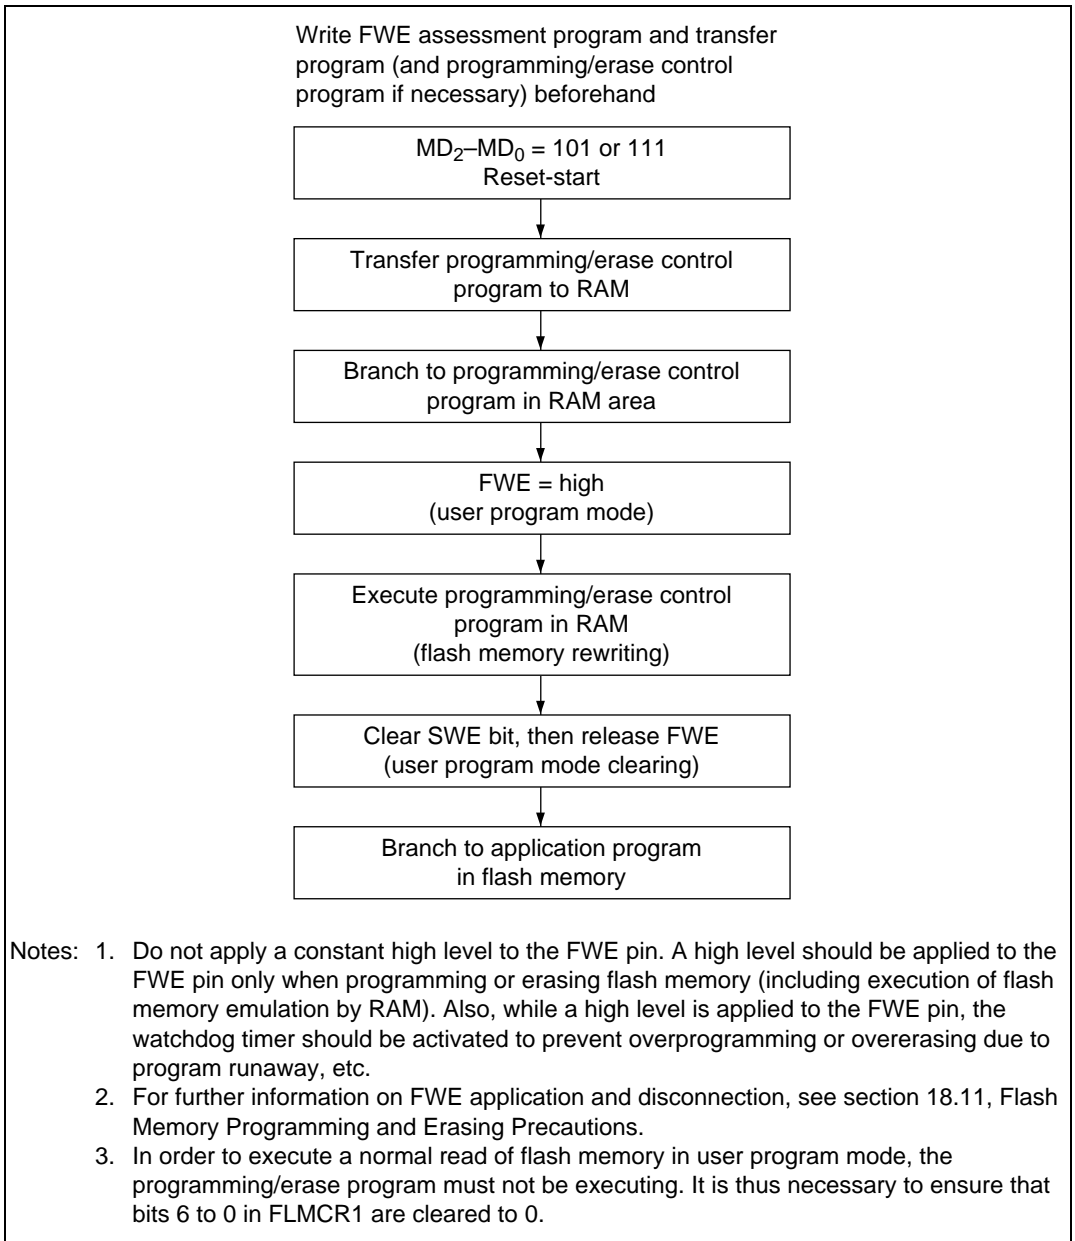 Write FWE assessment program and transfer
program (and programming/erase control
program if necessary) beforehand
MD₂–MD₀ = 101 or 111
Reset-start
Transfer programming/erase control
program to RAM
Branch to programming/erase control
program in RAM area
FWE = high
(user program mode)
Execute programming/erase control
program in RAM
(flash memory rewriting)
Clear SWE bit, then release FWE
(user program mode clearing)
Branch to application program
in flash memory
Notes: 1. Do not apply a constant high level to the FWE pin. A high level should be applied to the
FWE pin only when programming or erasing flash memory (including execution of flash
memory emulation by RAM). Also, while a high level is applied to the FWE pin, the
watchdog timer should be activated to prevent overprogramming or overerasing due to
program runaway, etc.
2. For further information on FWE application and disconnection, see section 18.11, Flash
Memory Programming and Erasing Precautions.
3. In order to execute a normal read of flash memory in user program mode, the
programming/erase program must not be executing. It is thus necessary to ensure that
bits 6 to 0 in FLMCR1 are cleared to 0.